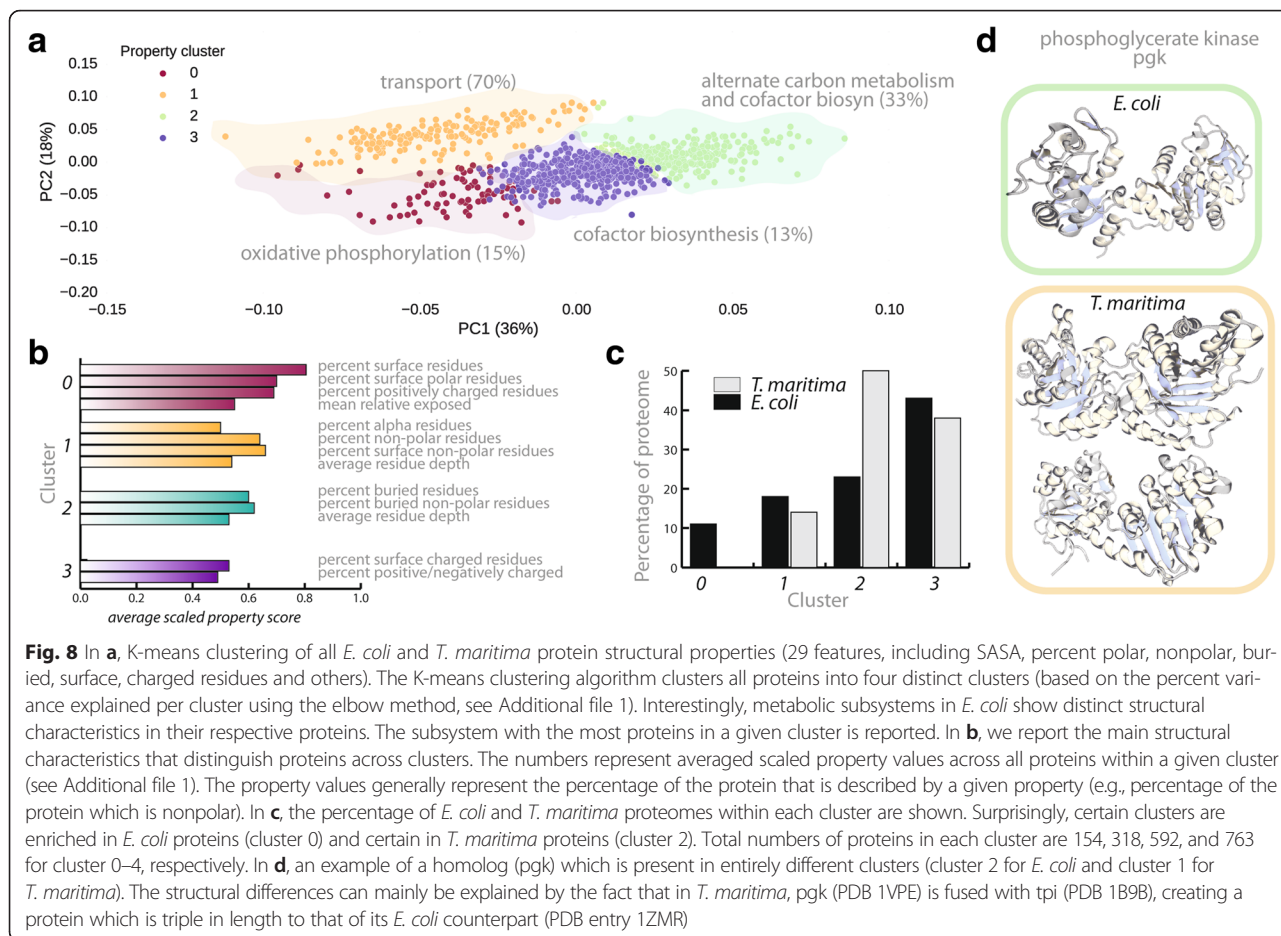 a
Property cluster
0
1
2
3
transport (70%)
alternate carbon metabolism
and cofactor biosyn (33%)
oxidative phosphorylation (15%)
cofactor biosynthesis (13%)
PC2 (18%)
0.15
0.10
0.05
0.00
−0.05
−0.10
−0.15
−0.20
−0.15
−0.10
−0.05
0.00
0.05
0.10
PC1 (36%)
b
Cluster
0
percent surface residues
percent surface polar residues
percent positively charged residues
mean relative exposed
1
percent alpha residues
percent non-polar residues
percent surface non-polar residues
average residue depth
2
percent buried residues
percent buried non-polar residues
average residue depth
3
percent surface charged residues
percent positive/negatively charged
0.0 0.2 0.4 0.6 0.8 1.0
average scaled property score
c
T. maritima
E. coli
Percentage of proteome
50
40
30
20
10
0
0 1 2 3
Cluster
d
phosphoglycerate kinase
pgk
E. coli
T. maritima
Fig. 8 In a, K-means clustering of all E. coli and T. maritima protein structural properties (29 features, including SASA, percent polar, nonpolar, bur-
ied, surface, charged residues and others). The K-means clustering algorithm clusters all proteins into four distinct clusters (based on the percent vari-
ance explained per cluster using the elbow method, see Additional file 1). Interestingly, metabolic subsystems in E. coli show distinct structural
characteristics in their respective proteins. The subsystem with the most proteins in a given cluster is reported. In b, we report the main structural
characteristics that distinguish proteins across clusters. The numbers represent averaged scaled property values across all proteins within a given cluster
(see Additional file 1). The property values generally represent the percentage of the protein that is described by a given property (e.g., percentage of the
protein which is nonpolar). In c, the percentage of E. coli and T. maritima proteomes within each cluster are shown. Surprisingly, certain clusters are
enriched in E. coli proteins (cluster 0) and certain in T. maritima proteins (cluster 2). Total numbers of proteins in each cluster are 154, 318, 592, and 763
for cluster 0–4, respectively. In d, an example of a homolog (pgk) which is present in entirely different clusters (cluster 2 for E. coli and cluster 1 for
T. maritima). The structural differences can mainly be explained by the fact that in T. maritima, pgk (PDB 1VPE) is fused with tpi (PDB 1B9B), creating a
protein which is triple in length to that of its E. coli counterpart (PDB entry 1ZMR)